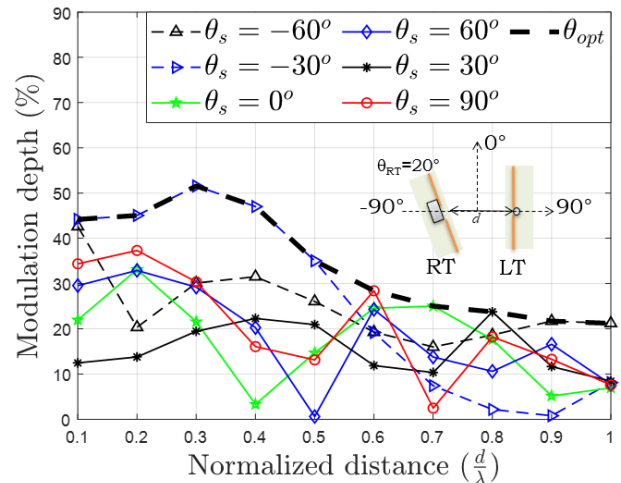 90
80
70
60
50
40
30
20
10
0
Modulation depth (%)
θs = −60°
θs = 60°
θopt
θs = −30°
θs = 30°
θs = 0°
θs = 90°
0°
θRT=20°
-90°
d
90°
RT
LT
0.1 0.2 0.3 0.4 0.5 0.6 0.7 0.8 0.9 1
Normalized distance (d/λ)